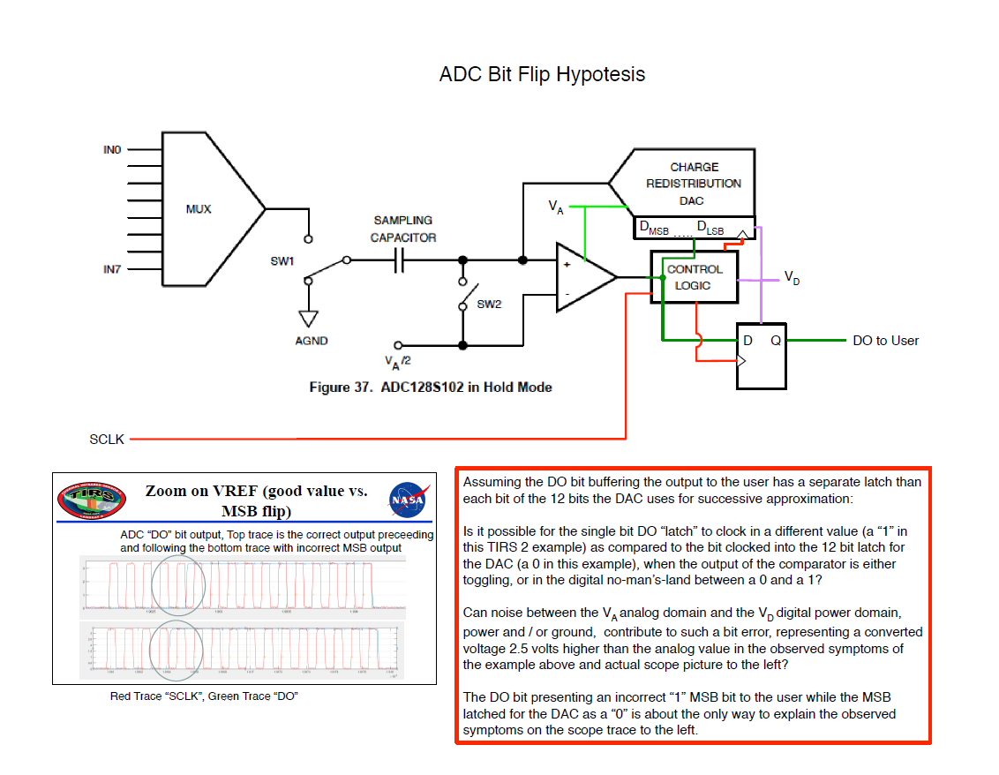 ADC Bit Flip Hypotesis
IN0
IN7
MUX
SW1
AGND
SAMPLING
CAPACITOR
SW2
VA/2
VA
+
-
CHARGE
REDISTRIBUTION
DAC
DMSB ..... DLSB
CONTROL
LOGIC
VD
D Q
DO to User
Figure 37. ADC128S102 in Hold Mode
SCLK
TIRS
Zoom on VREF (good value vs.
MSB flip)
NASA
ADC “DO” bit output, Top trace is the correct output preceeding
and following the bottom trace with incorrect MSB output
Red Trace “SCLK”, Green Trace “DO”
Assuming the DO bit buffering the output to the user has a separate latch than
each bit of the 12 bits the DAC uses for successive approximation:
Is it possible for the single bit DO “latch” to clock in a different value (a “1” in
this TIRS 2 example) as compared to the bit clocked into the 12 bit latch for
the DAC (a 0 in this example), when the output of the comparator is either
toggling, or in the digital no-man’s-land between a 0 and a 1?
Can noise between the VA analog domain and the VD digital power domain,
power and / or ground, contribute to such a bit error, representing a converted
voltage 2.5 volts higher than the analog value in the observed symptoms of
the example above and actual scope picture to the left?
The DO bit presenting an incorrect “1” MSB bit to the user while the MSB
latched for the DAC as a “0” is about the only way to explain the observed
symptoms on the scope trace to the left.